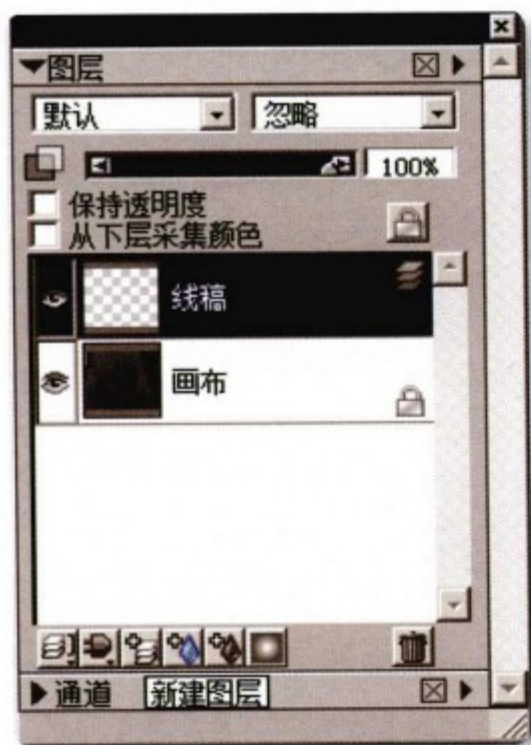 图层
默认 忽略
100%
保持透明度
从下层采集颜色
线稿
画布
通道 新建图层